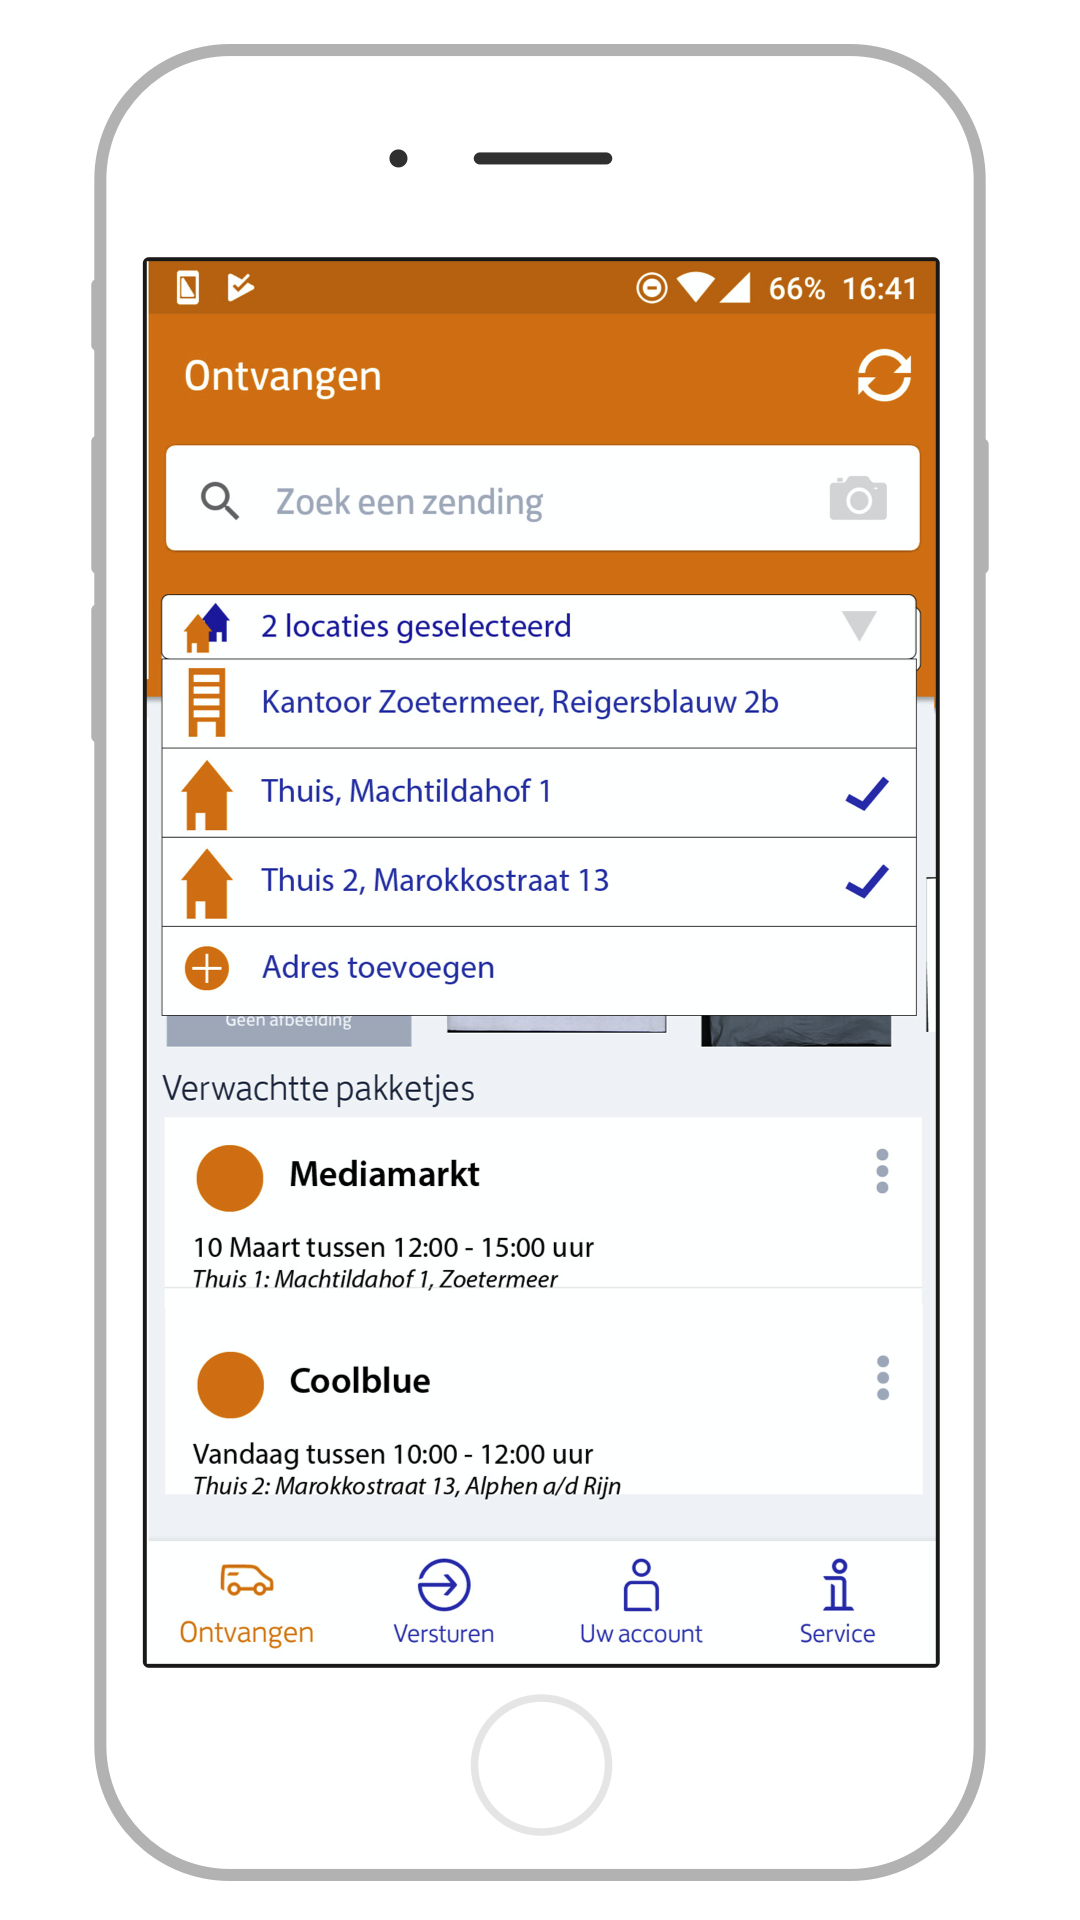 66% 16:41
Ontvangen
Zoek een zending
2 locaties geselecteerd
Kantoor Zoetermeer, Reigersblauw 2b
Thuis, Machtildahof 1
Thuis 2, Marokkostraat 13
Adres toevoegen
Geen afbeelding
Verwachtte pakketjes
Mediamarkt
10 Maart tussen 12:00 - 15:00 uur
Thuis 1: Machtildahof 1, Zoetermeer
Coolblue
Vandaag tussen 10:00 - 12:00 uur
Thuis 2: Marokkostraat 13, Alphen a/d Rijn
Ontvangen Versturen Uw account Service